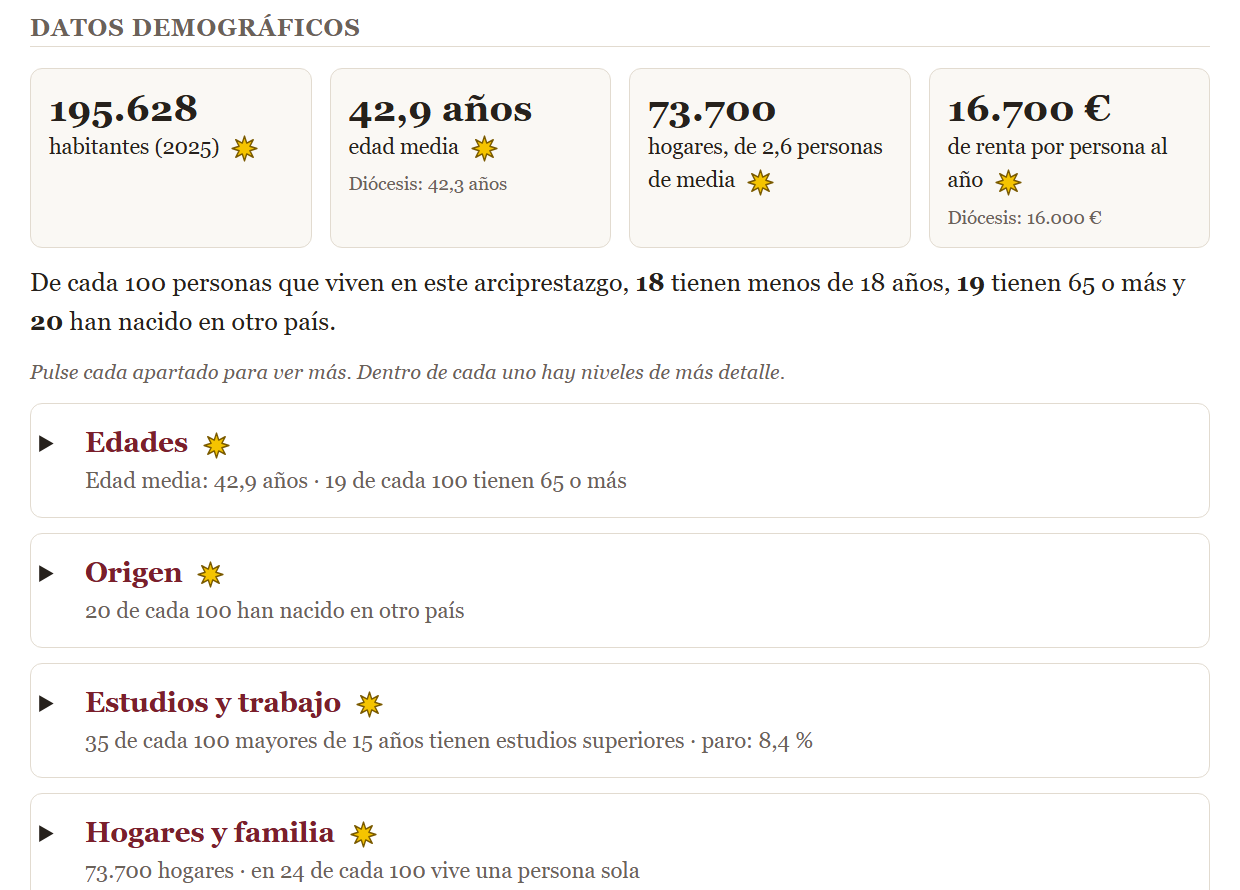 DATOS DEMOGRÁFICOS
195.628
habitantes (2025)
42,9 años
edad media
Diócesis: 42,3 años
73.700
hogares, de 2,6 personas
de media
16.700 €
de renta por persona al
año
Diócesis: 16.000 €
De cada 100 personas que viven en este arciprestazgo, 18 tienen menos de 18 años, 19 tienen 65 o más y
20 han nacido en otro país.
Pulse cada apartado para ver más. Dentro de cada uno hay niveles de más detalle.
Edades
Edad media: 42,9 años · 19 de cada 100 tienen 65 o más
Origen
20 de cada 100 han nacido en otro país
Estudios y trabajo
35 de cada 100 mayores de 15 años tienen estudios superiores · paro: 8,4 %
Hogares y familia
73.700 hogares · en 24 de cada 100 vive una persona sola